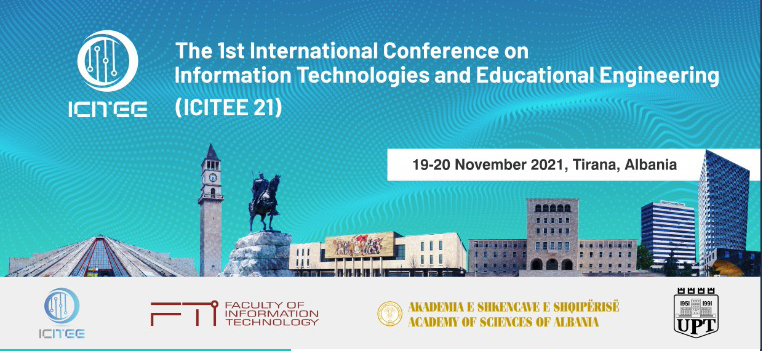 The 1st International Conference on
Information Technologies and Educational Engineering
(ICITEE 21)
ICITEE
19-20 November 2021, Tirana, Albania
ICITEE
FTI
FACULTY OF
INFORMATION
TECHNOLOGY
AKADEMIA E SHKENCAVE E SHQIPËRISË
ACADEMY OF SCIENCES OF ALBANIA
1951 1991
UPT